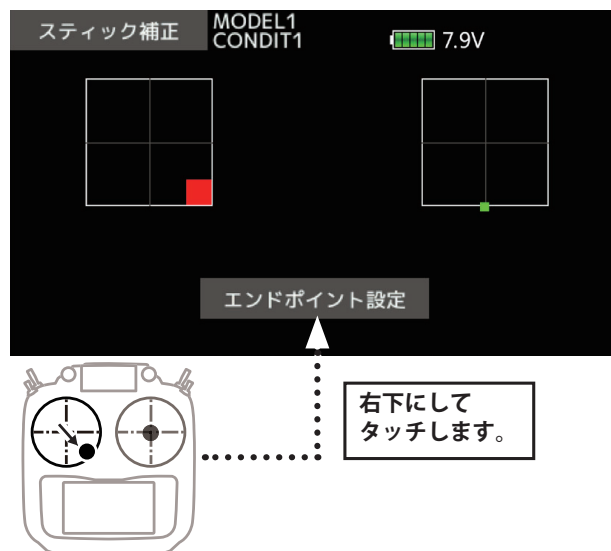 スティック補正
MODEL1
CONDIT1
7.9V
エンドポイント設定
右下にして
タッチします。